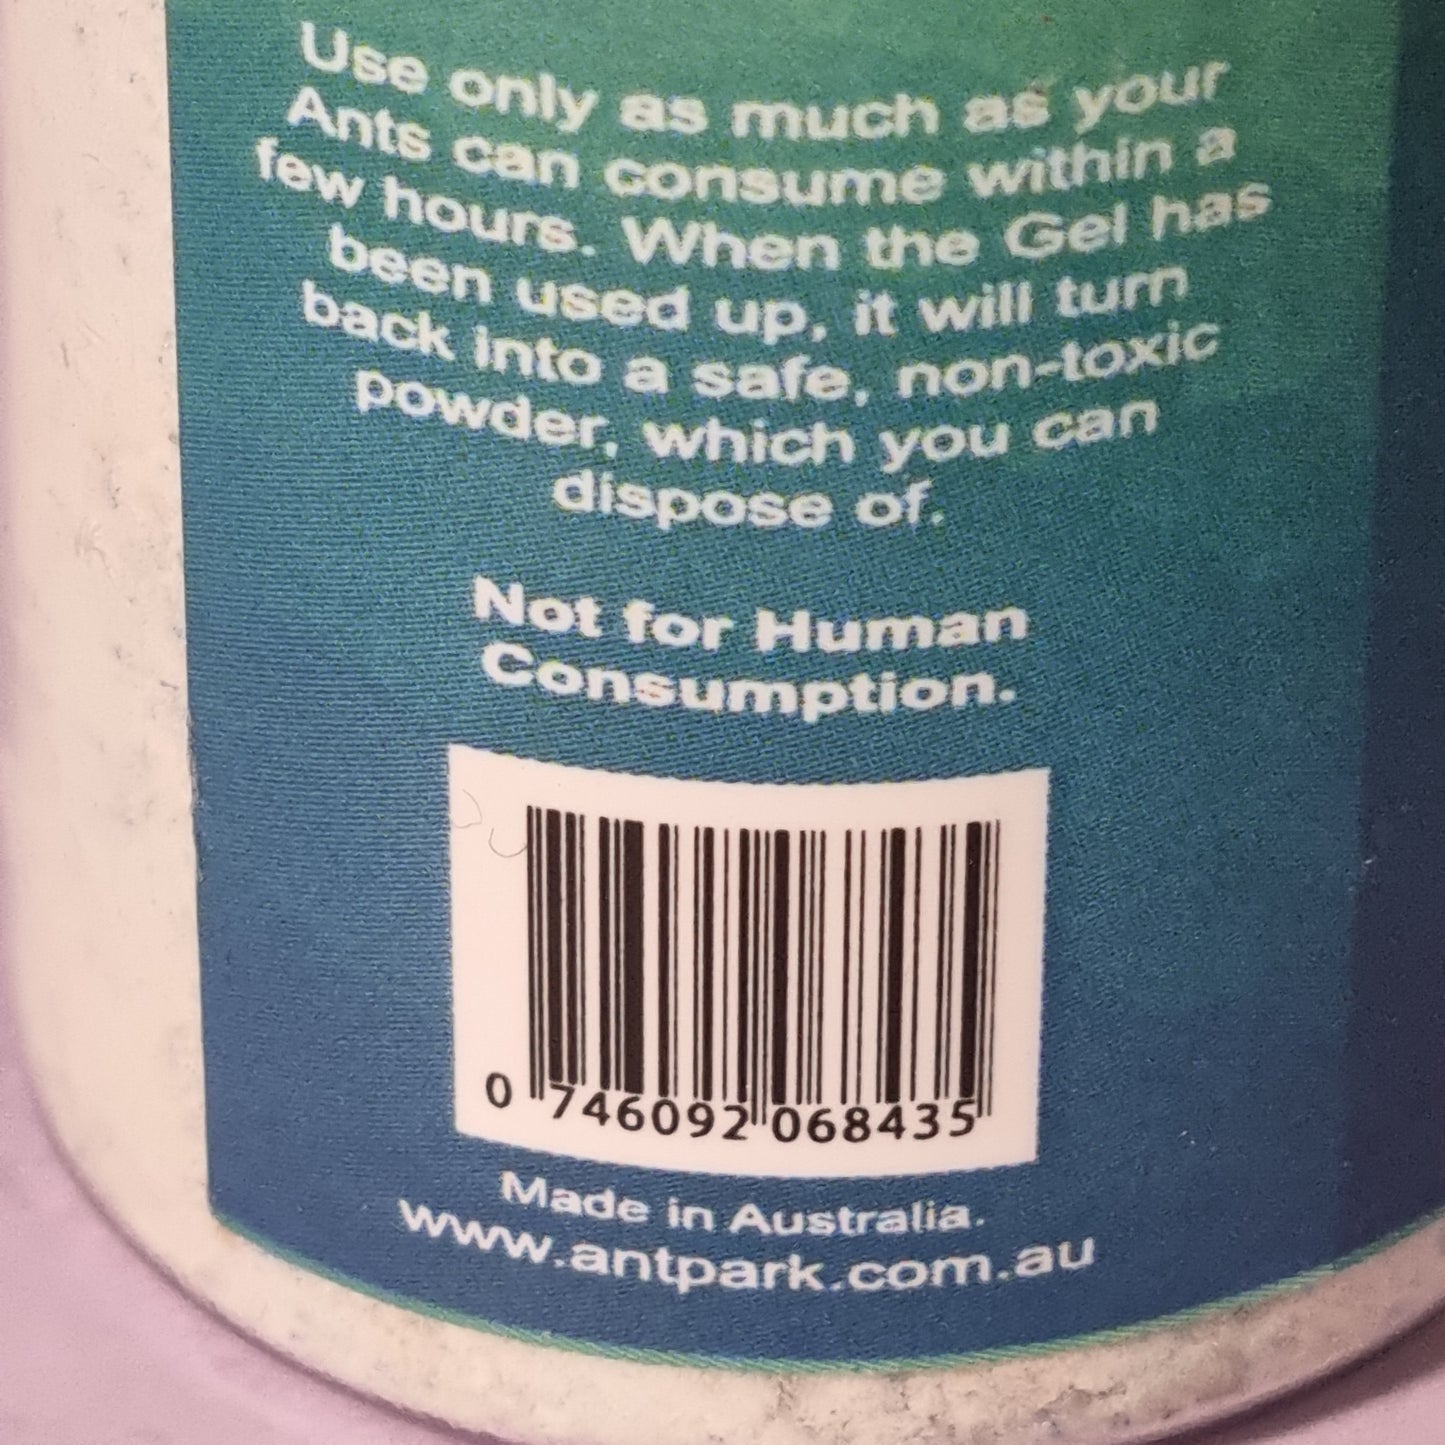 Use only as much as your
Ants can consume within a
few hours. When the Gel has
been used up, it will turn
back into a safe, non-toxic
powder, which you can
dispose of.
Not for Human
Consumption.
0 746092 068435
Made in Australia.
www.antpark.com.au